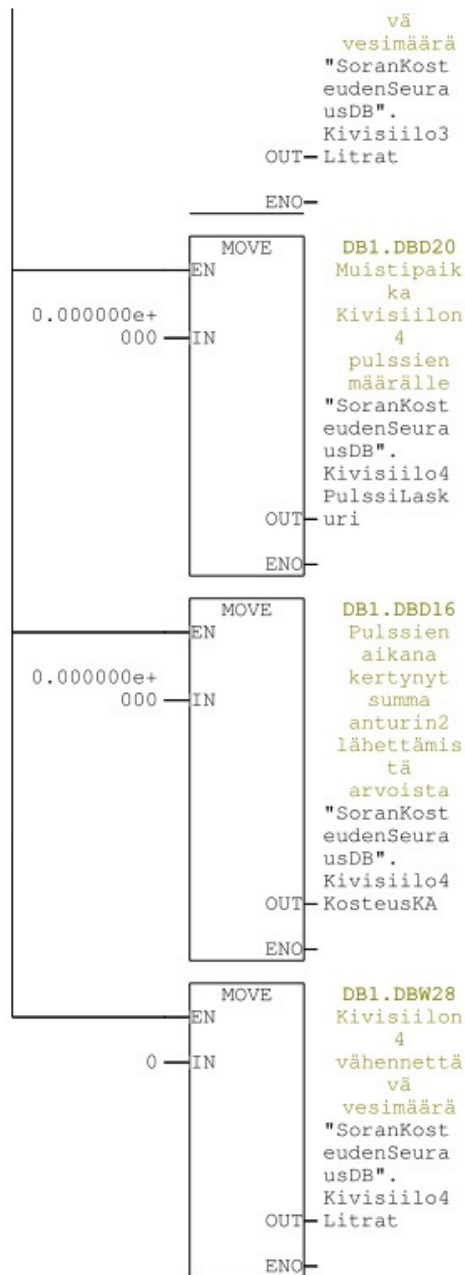 vä
vesimäärä
"SoranKost
eudenSeura
usDB".
Kivisiilo3
OUT Litrat
ENO
MOVE DB1.DBD20
EN Muistipaik
ka
0.000000e+ Kivisiilon
000 IN 4
pulssien
määrälle
"SoranKost
eudenSeura
usDB".
Kivisiilo4
PulssiLask
OUT uri
ENO
MOVE DB1.DBD16
EN Pulssien
aikana
0.000000e+ kertynyt
000 IN summa
anturin2
lähettämis
tä
arvoista
"SoranKost
eudenSeura
usDB".
Kivisiilo4
OUT KosteusKA
ENO
MOVE DB1.DBW28
EN Kivisiilon
4
0 IN vähennettä
vä
vesimäärä
"SoranKost
eudenSeura
usDB".
Kivisiilo4
OUT Litrat
ENO